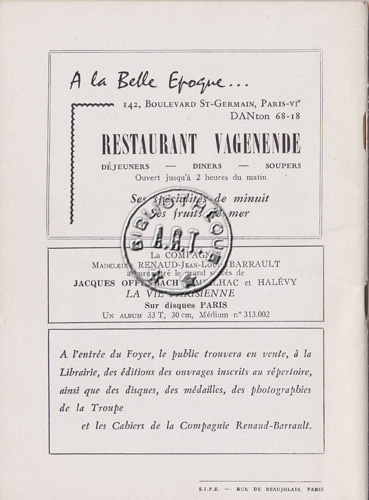 A la Belle Epoque...
142, BOULEVARD ST-GERMAIN, PARIS-VIe
DANton 68-18
RESTAURANT VAGENENDE
DÉJEUNERS — DINERS — SOUPERS
Ouvert jusqu'à 2 heures du matin
Ses spécialités de minuit
Ses fruits de mer
BIBLIOTHÈQUE
A.R.T.
La COMPAGNIE
MADELEINE RENAUD-JEAN-LOUIS BARRAULT
a enregistré le grand succès de
JACQUES OFFENBACH MEILHAC et HALÉVY
LA VIE PARISIENNE
Sur disques PARIS
UN ALBUM 33 T, 30 cm, Médium n° 313.002
A l'entrée du Foyer, le public trouvera en vente, à la
Librairie, des éditions des ouvrages inscrits au répertoire,
ainsi que des disques, des médailles, des photographies
de la Troupe
et les Cahiers de la Compagnie Renaud-Barrault.
S.I.P.E. — RUE DE BEAUJOLAIS, PARIS